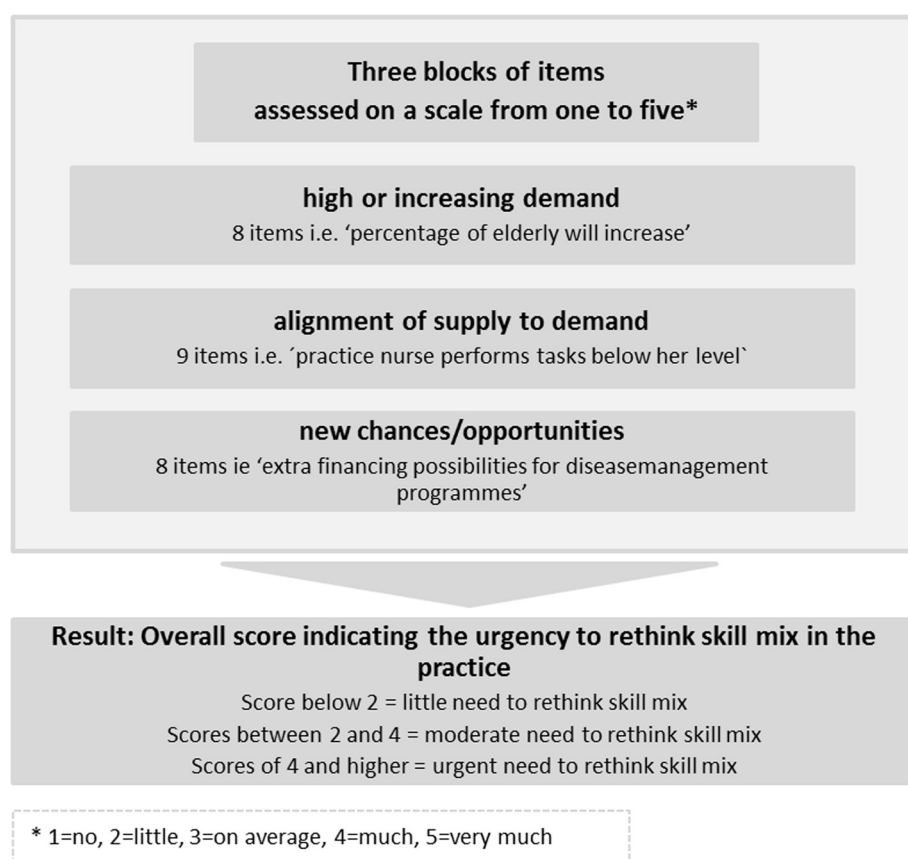 Three blocks of items
assessed on a scale from one to five*
high or increasing demand
8 items i.e. ‘percentage of elderly will increase’
alignment of supply to demand
9 items i.e. ´practice nurse performs tasks below her level`
new chances/opportunities
8 items ie ‘extra financing possibilities for diseasemanagement
programmes’
Result: Overall score indicating the urgency to rethink skill mix in the
practice
Score below 2 = little need to rethink skill mix
Scores between 2 and 4 = moderate need to rethink skill mix
Scores of 4 and higher = urgent need to rethink skill mix
* 1=no, 2=little, 3=on average, 4=much, 5=very much